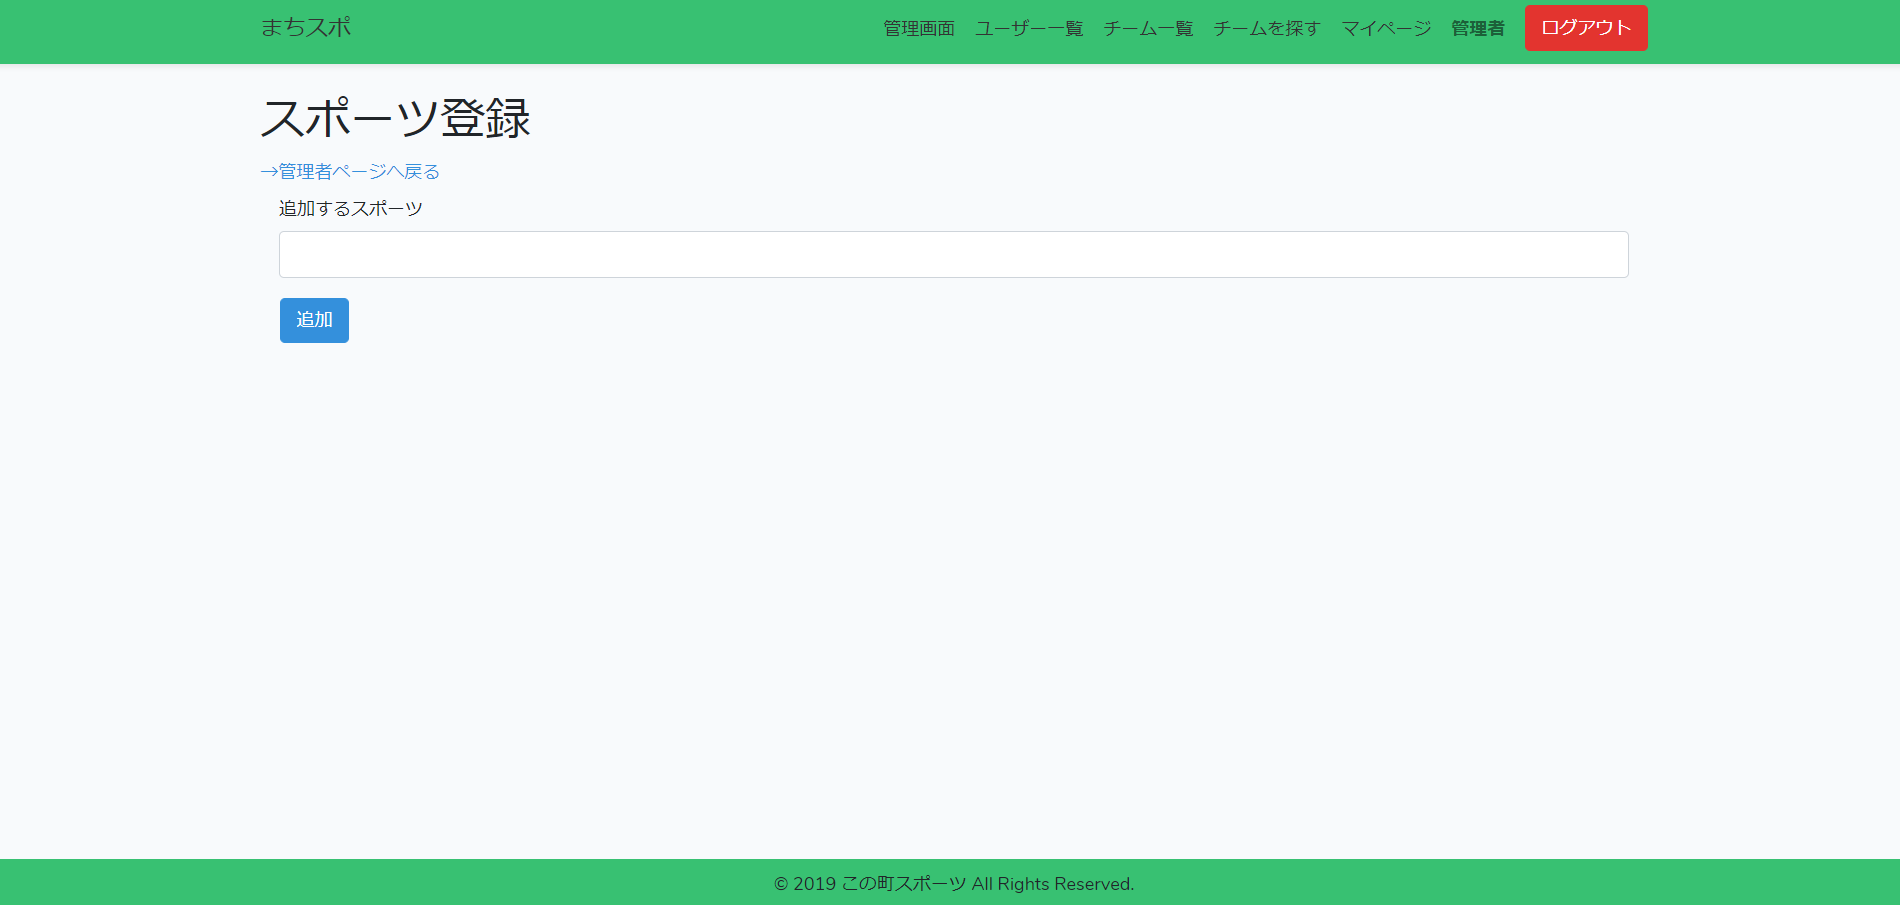 まちスポ
管理画面 ユーザー一覧 チーム一覧 チームを探す マイページ 管理者 ログアウト
スポーツ登録
→管理者ページへ戻る
追加するスポーツ
追加
© 2019 この町スポーツ All Rights Reserved.